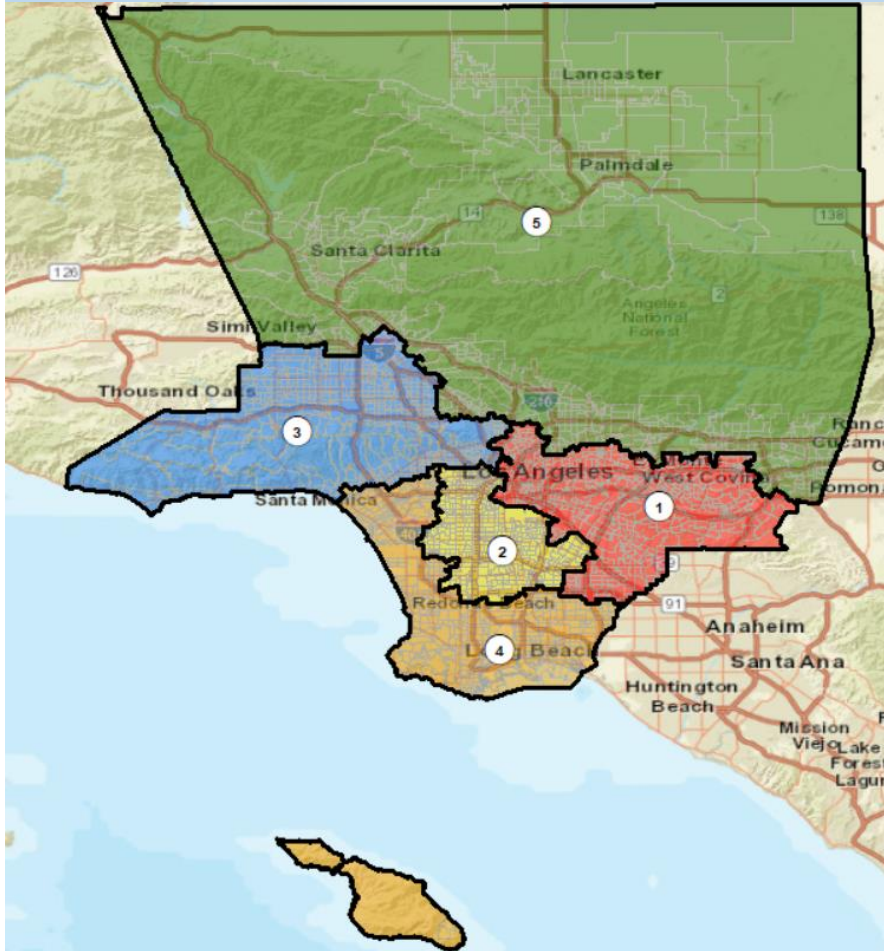 Lancaster
Palmdale
5
14
138
Santa Clarita
126
2
Angeles
National
Forest
Simi Valley
5
Thousand Oaks
210
3
Ranc
Cucamo
Los Angeles
West Covin
Pomona
Santa Monica
1
2
Redondo Beach
91
Anaheim
4
Long Beach
Santa Ana
Huntington
Beach
Mission
Viejo
Lake
Forest
Lagun